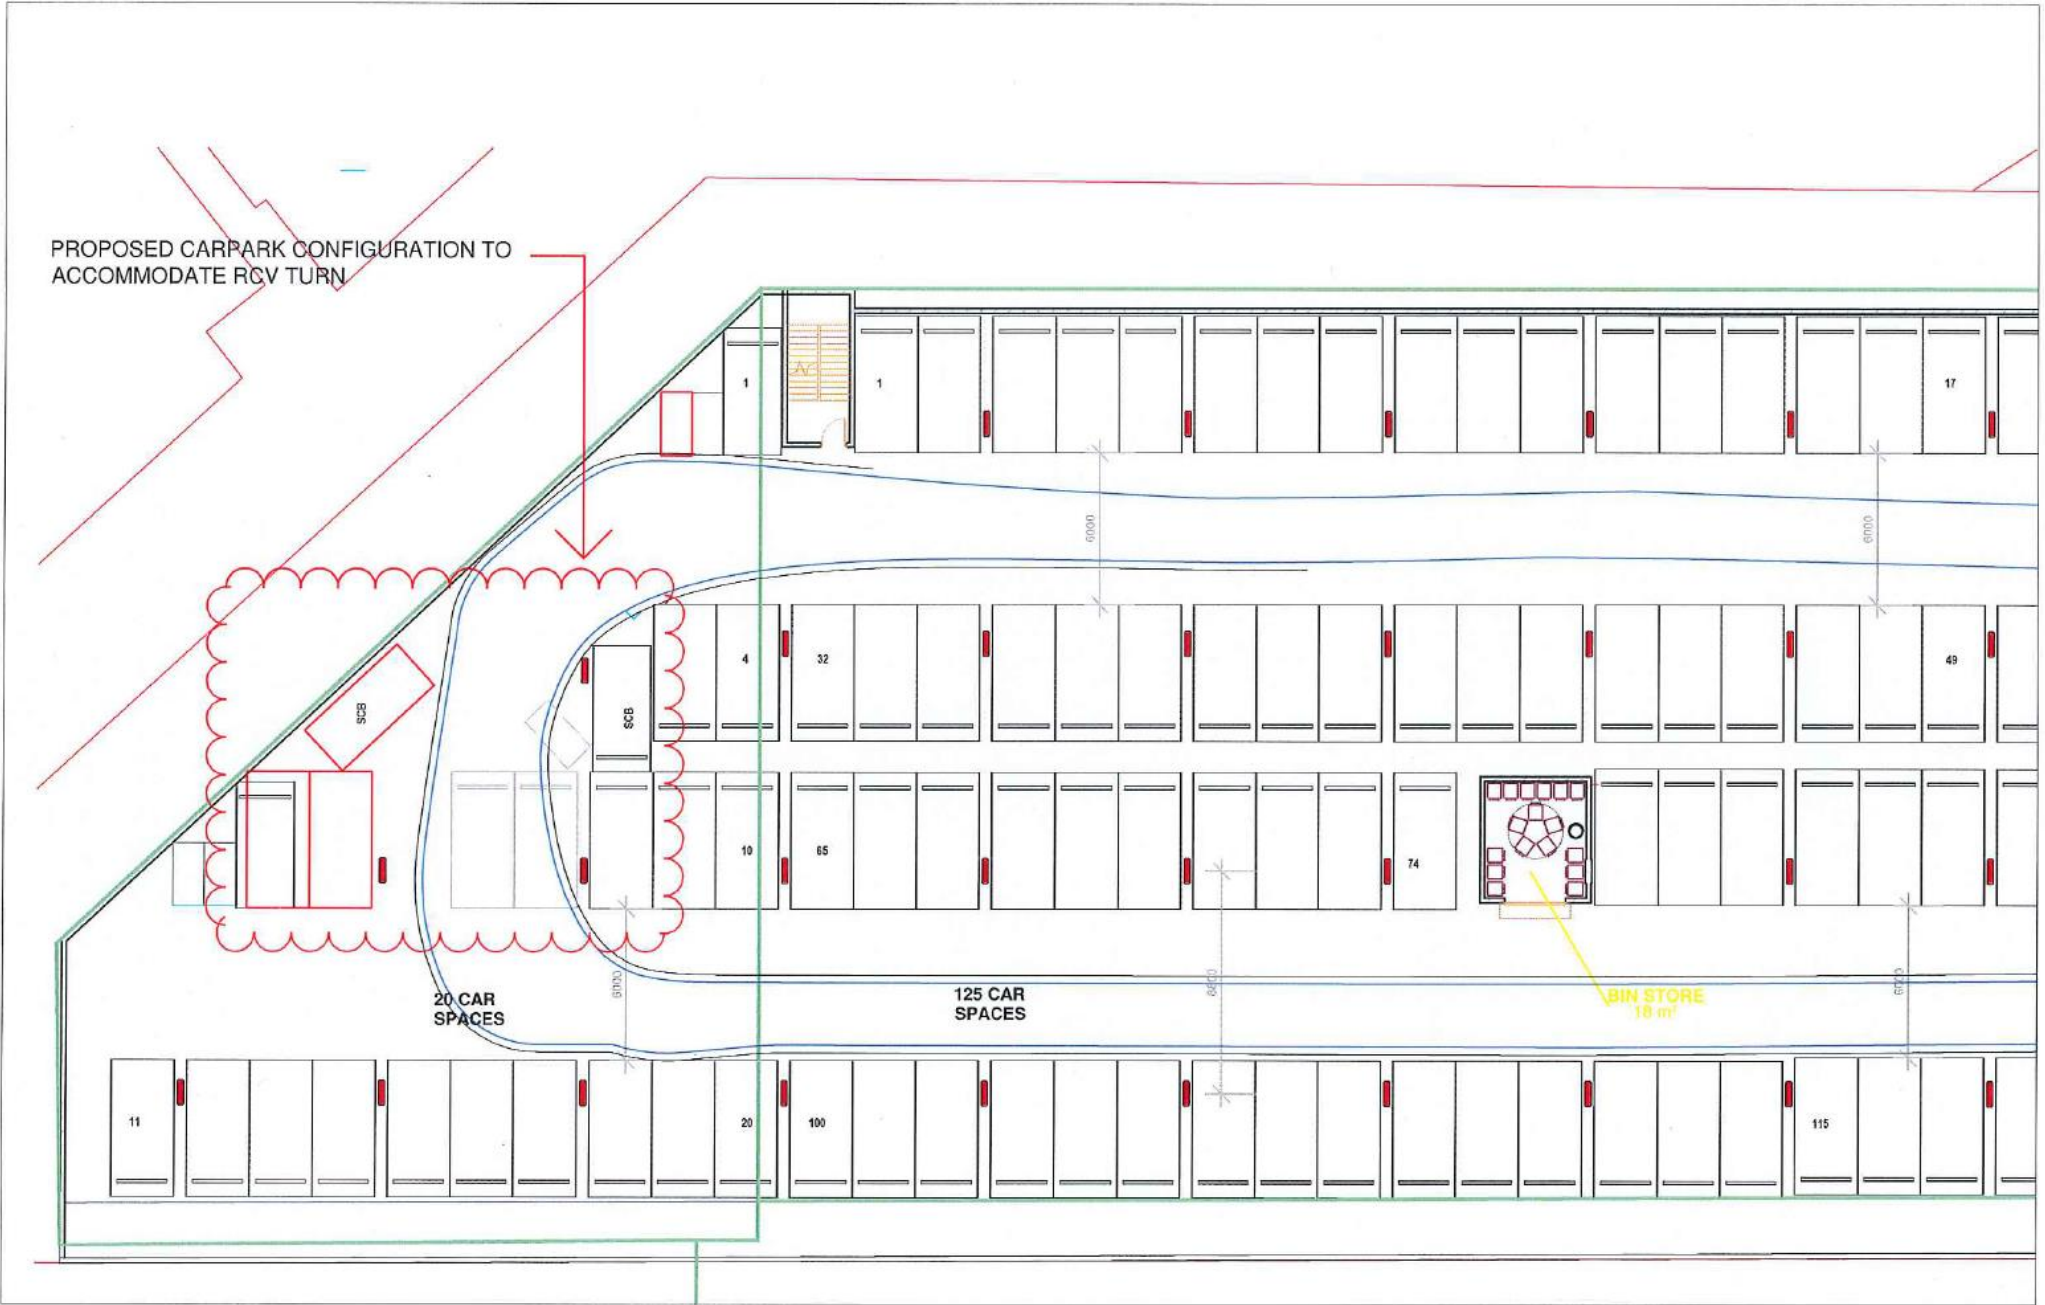 PROPOSED CARPARK CONFIGURATION TO
ACCOMMODATE RCV TURN
1
1
17
6000
6000
4
32
49
SCB
SCB
10
65
74
6000
20 CAR
SPACES
125 CAR
SPACES
BIN STORE
18 m²
11
20
100
115